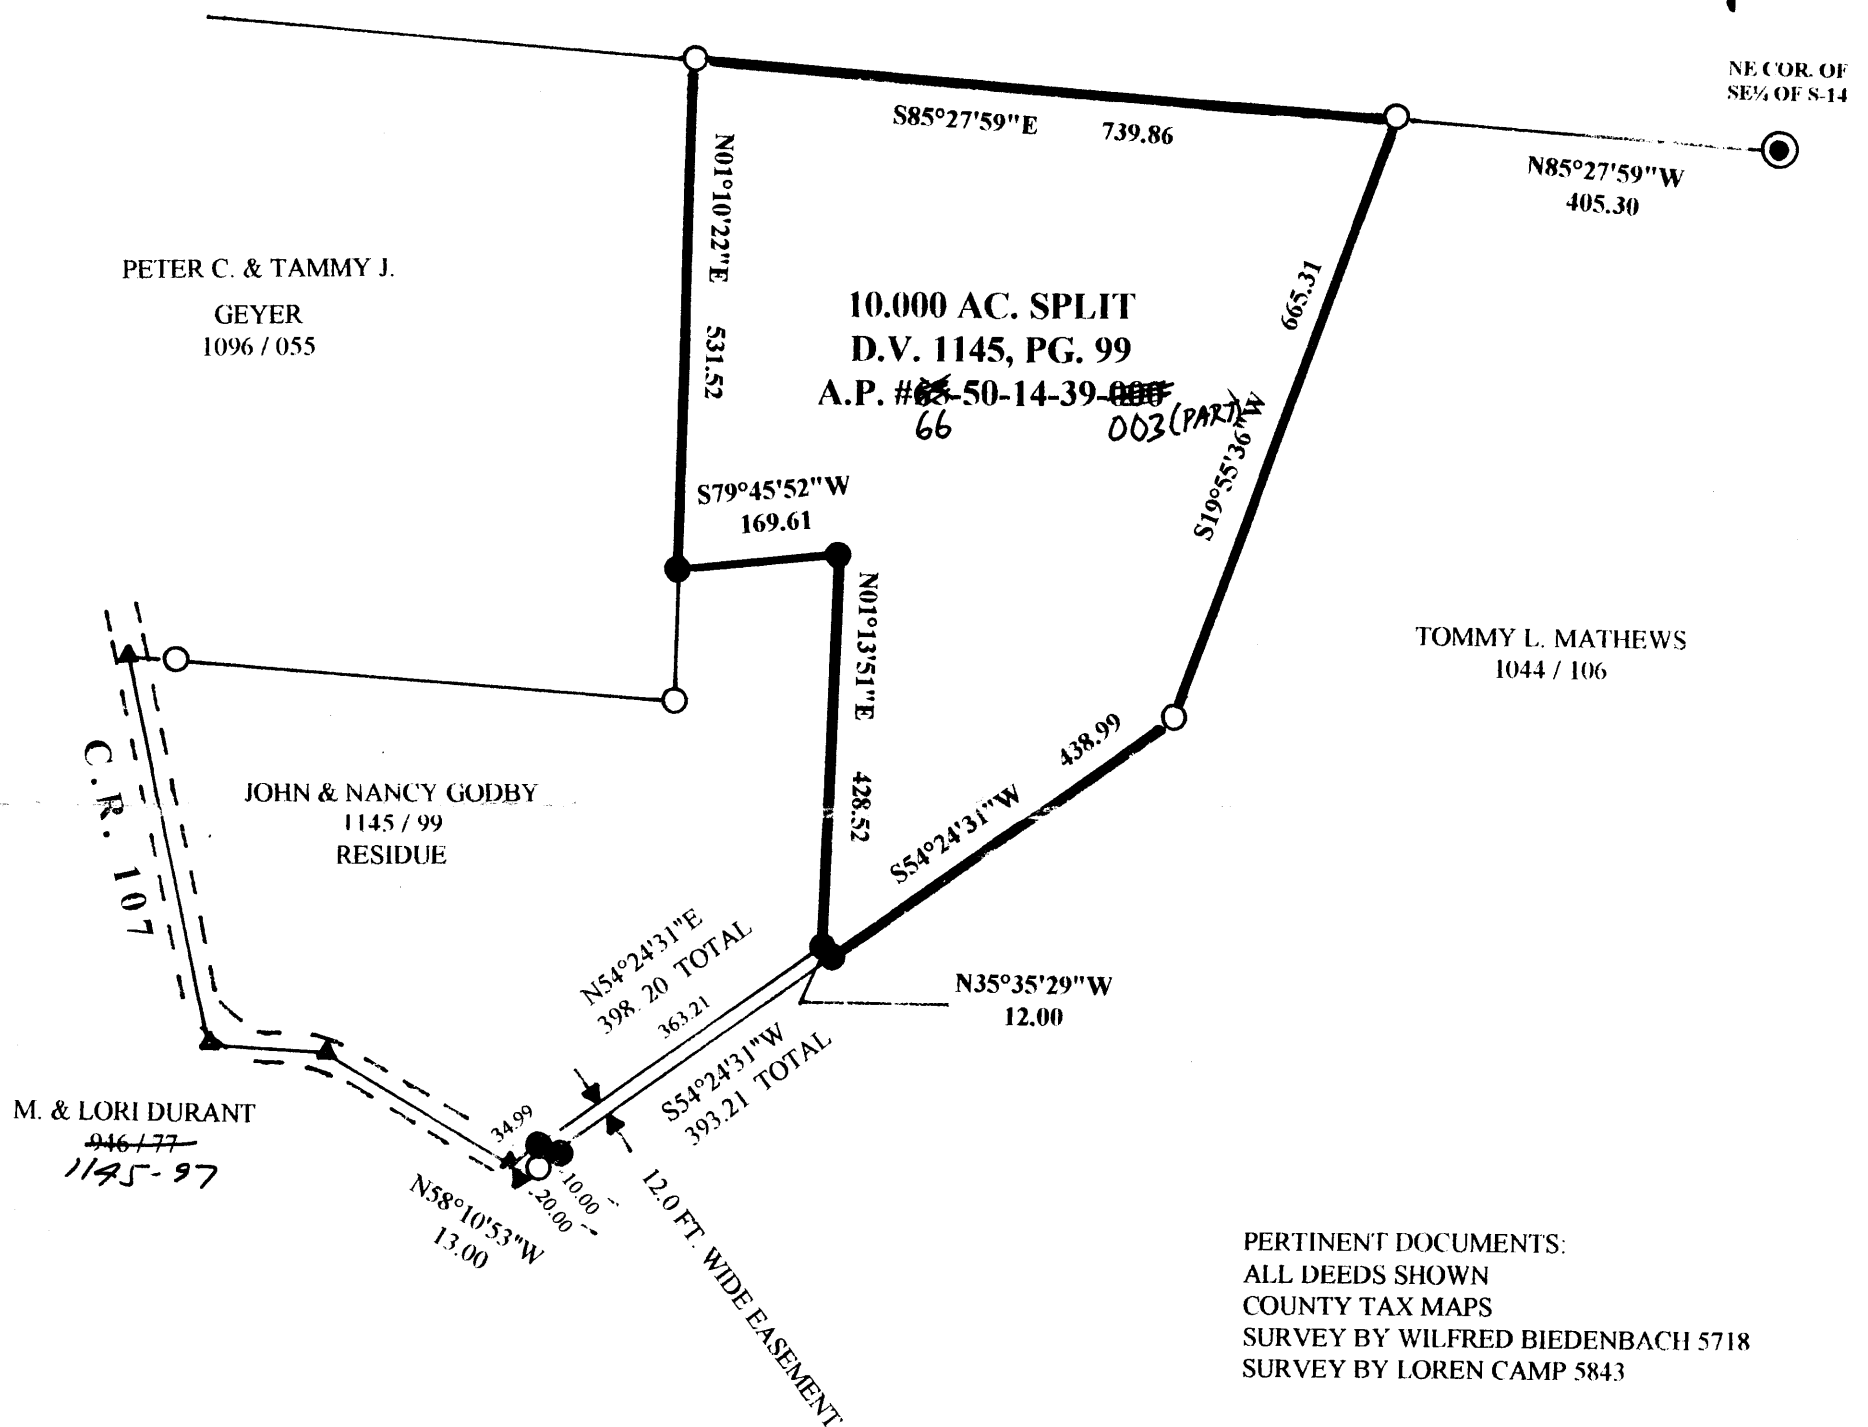 NE COR. OF
SE¼ OF S-14
S85°27'59"E 739.86
N85°27'59"W
405.30
N01°10'22"E 531.52
PETER C. & TAMMY J.
GEYER
1096 / 055
10.000 AC. SPLIT
D.V. 1145, PG. 99
A.P. #65-50-14-39-000
66 003 (PART)
665.31
S19°55'36"W
S79°45'52"W
169.61
N01°13'51"E 428.52
TOMMY L. MATHEWS
1044 / 106
C.R. 107
JOHN & NANCY GODBY
1145 / 99
RESIDUE
438.99
S54°24'31"W
N54°24'31"E
398.20 TOTAL
363.21
N35°35'29"W
12.00
S54°24'31"W
393.21 TOTAL
34.99
M. & LORI DURANT
946 / 77
1145-97
10.00
20.00
N58°10'53"W
13.00
12.0 FT. WIDE EASEMENT
PERTINENT DOCUMENTS:
ALL DEEDS SHOWN
COUNTY TAX MAPS
SURVEY BY WILFRED BIEDENBACH 5718
SURVEY BY LOREN CAMP 5843